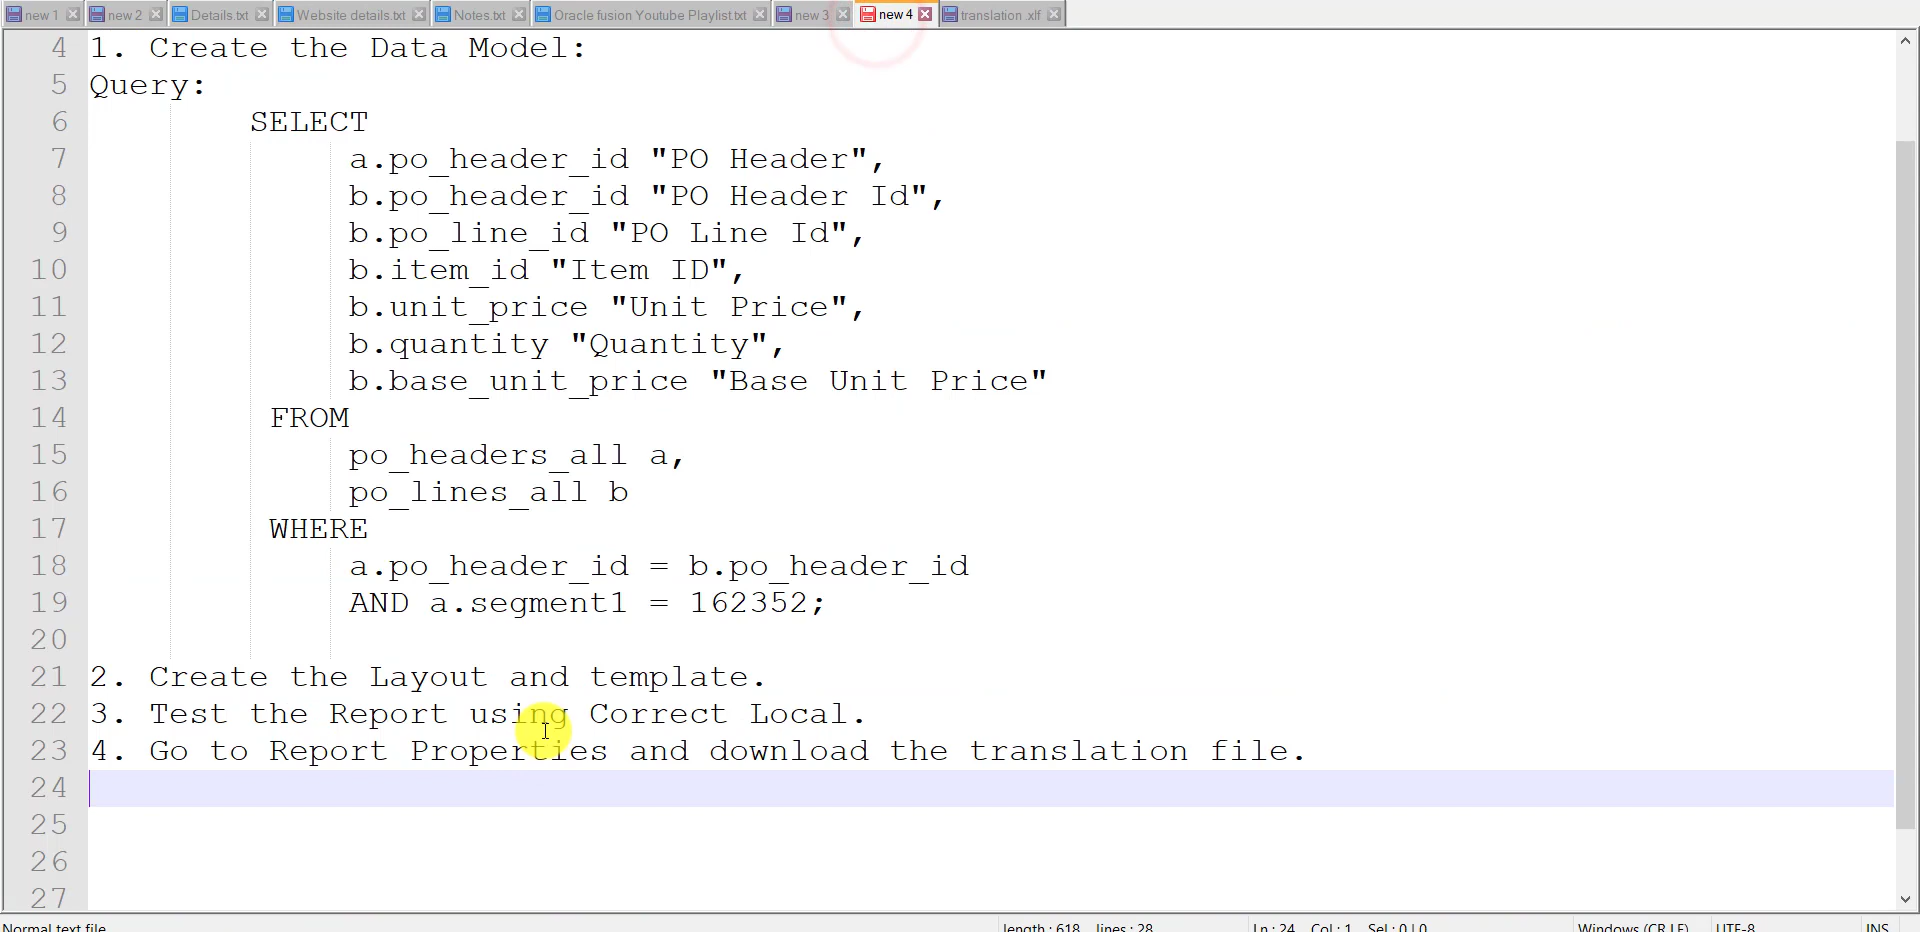 new 1 new 2 Details.txt Website details.txt Notes.txt Oracle fusion Youtube Playlist.txt new 3 new 4 translation .xlf
4 1. Create the Data Model:
5 Query:
6 SELECT
7 a.po_header_id "PO Header",
8 b.po_header_id "PO Header Id",
9 b.po_line_id "PO Line Id",
10 b.item_id "Item ID",
11 b.unit_price "Unit Price",
12 b.quantity "Quantity",
13 b.base_unit_price "Base Unit Price"
14 FROM
15 po_headers_all a,
16 po_lines_all b
17 WHERE
18 a.po_header_id = b.po_header_id
19 AND a.segment1 = 162352;
20
21 2. Create the Layout and template.
22 3. Test the Report using Correct Local.
23 4. Go to Report Properties and download the translation file.
24
25
26
27
Normal text file length : 618 lines : 28 Ln : 24 Col : 1 Sel : 0 | 0 Windows (CR LF) UTF-8 INS